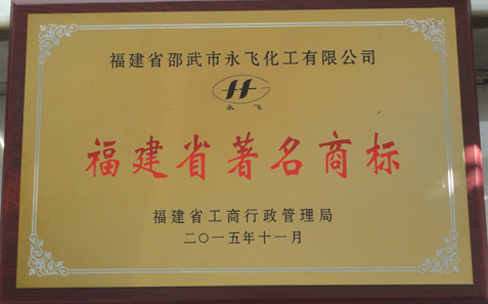 福建省邵武市永飞化工有限公司
永飞
福建省著名商标
福建省工商行政管理局
二〇一五年十一月